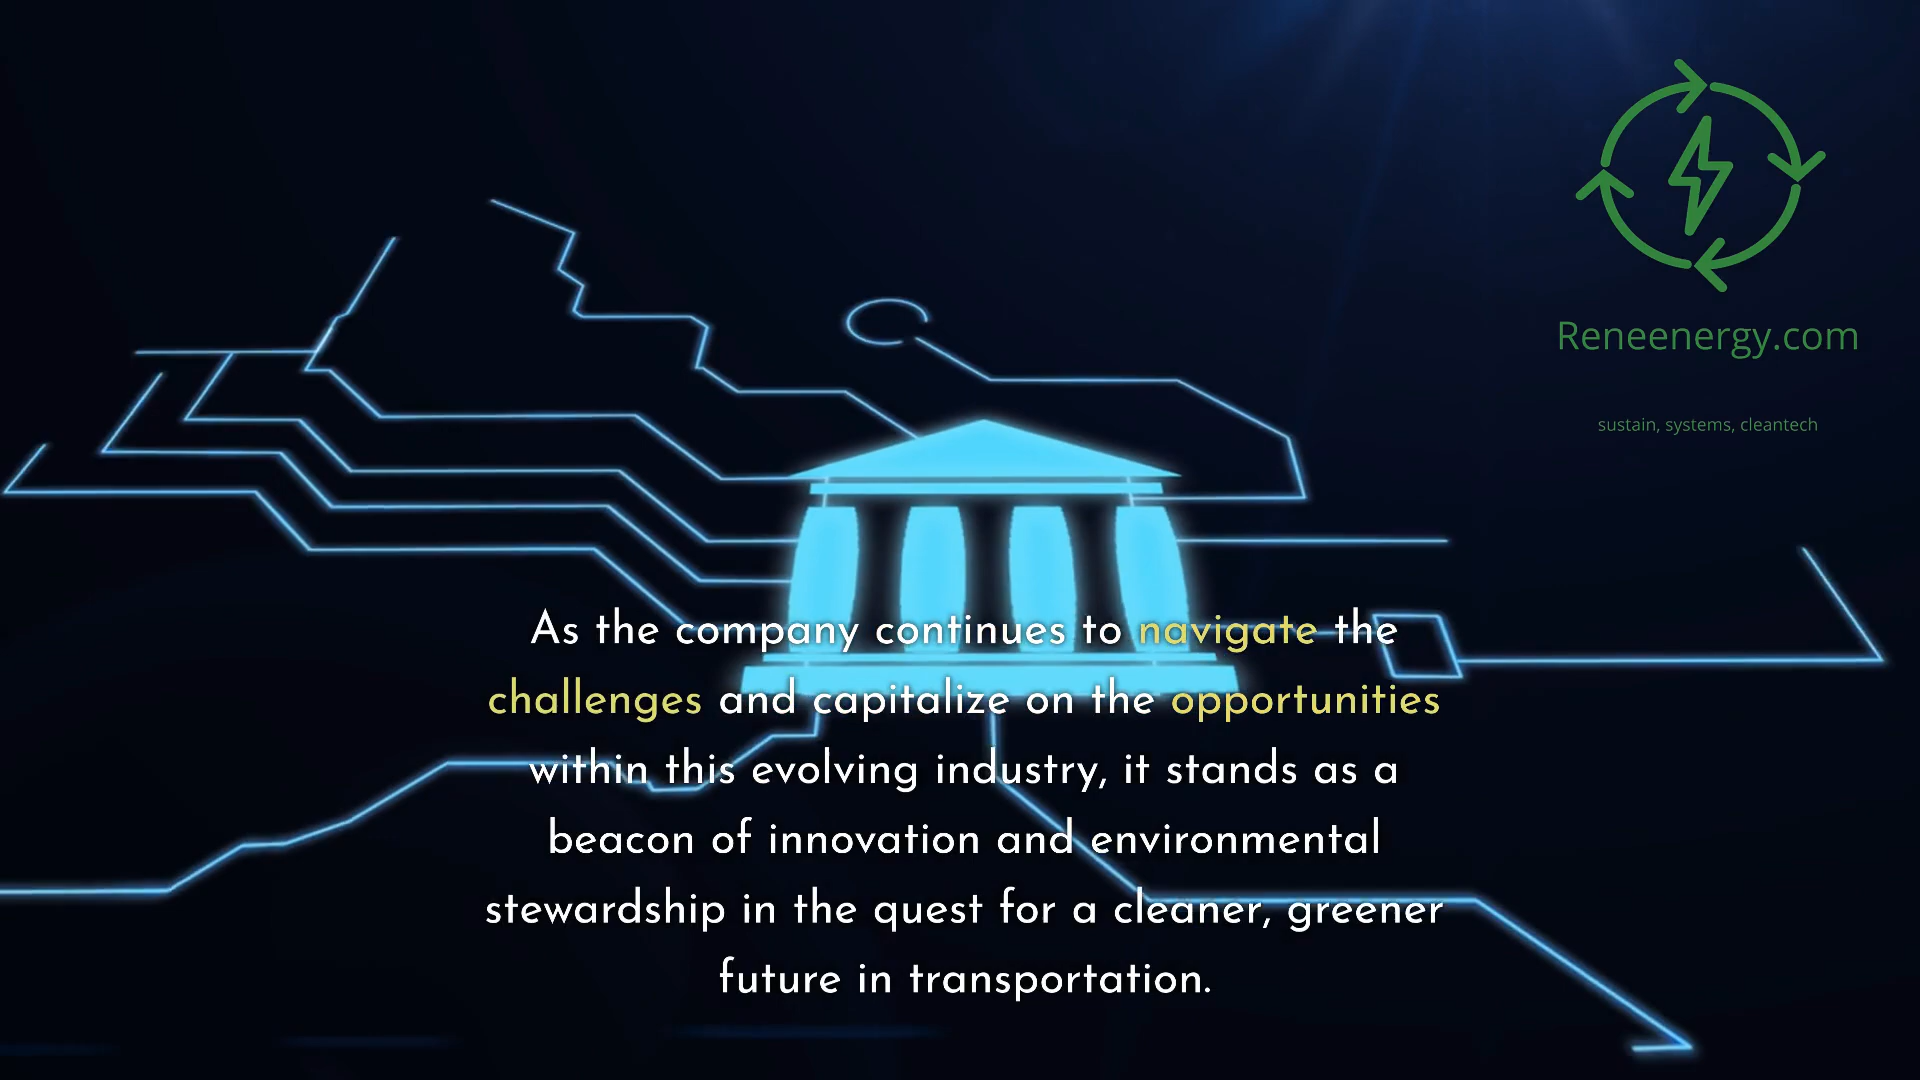 Reneenergy.com
sustain, systems, cleantech
As the company continues to navigate the
challenges and capitalize on the opportunities
within this evolving industry, it stands as a
beacon of innovation and environmental
stewardship in the quest for a cleaner, greener
future in transportation.